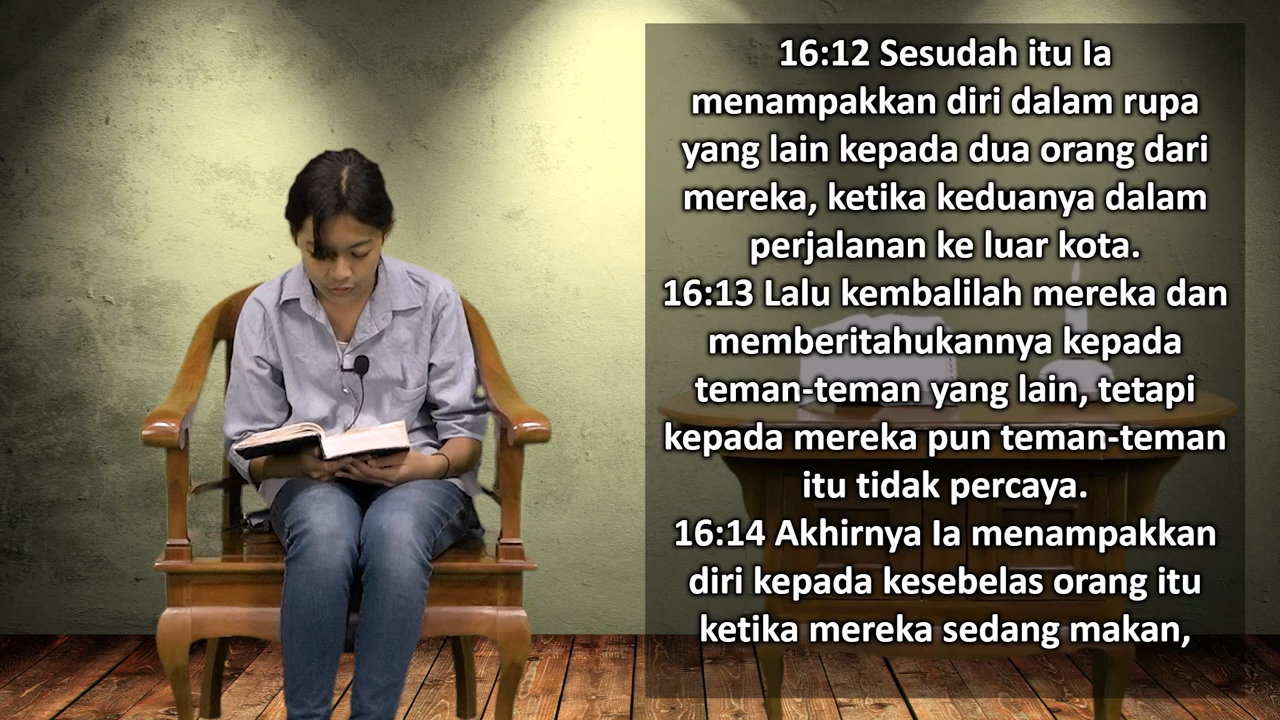 16:12 Sesudah itu Ia
menampakkan diri dalam rupa
yang lain kepada dua orang dari
mereka, ketika keduanya dalam
perjalanan ke luar kota.
16:13 Lalu kembalilah mereka dan
memberitahukannya kepada
teman-teman yang lain, tetapi
kepada mereka pun teman-teman
itu tidak percaya.
16:14 Akhirnya Ia menampakkan
diri kepada kesebelas orang itu
ketika mereka sedang makan,